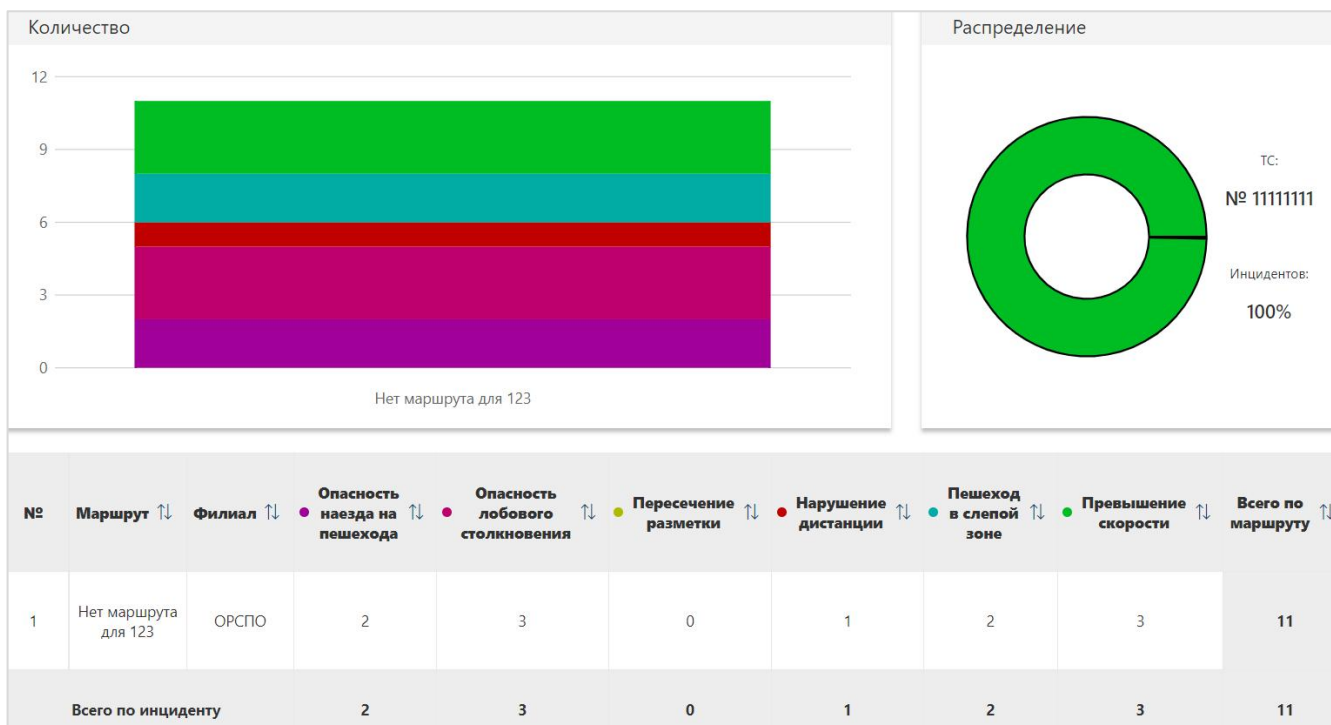 Количество
12
9
6
3
0
Нет маршрута для 123
Распределение
ТС:
№ 11111111
Инцидентов:
100%
№
Маршрут
Филиал
Опасность
наезда на
пешехода
Опасность
лобового
столкновения
Пересечение
разметки
Нарушение
дистанции
Пешеход
в слепой
зоне
Превышение
скорости
Всего по
маршруту
1
Нет маршрута
для 123
ОРСПО
2
3
0
1
2
3
11
Всего по инциденту
2
3
0
1
2
3
11